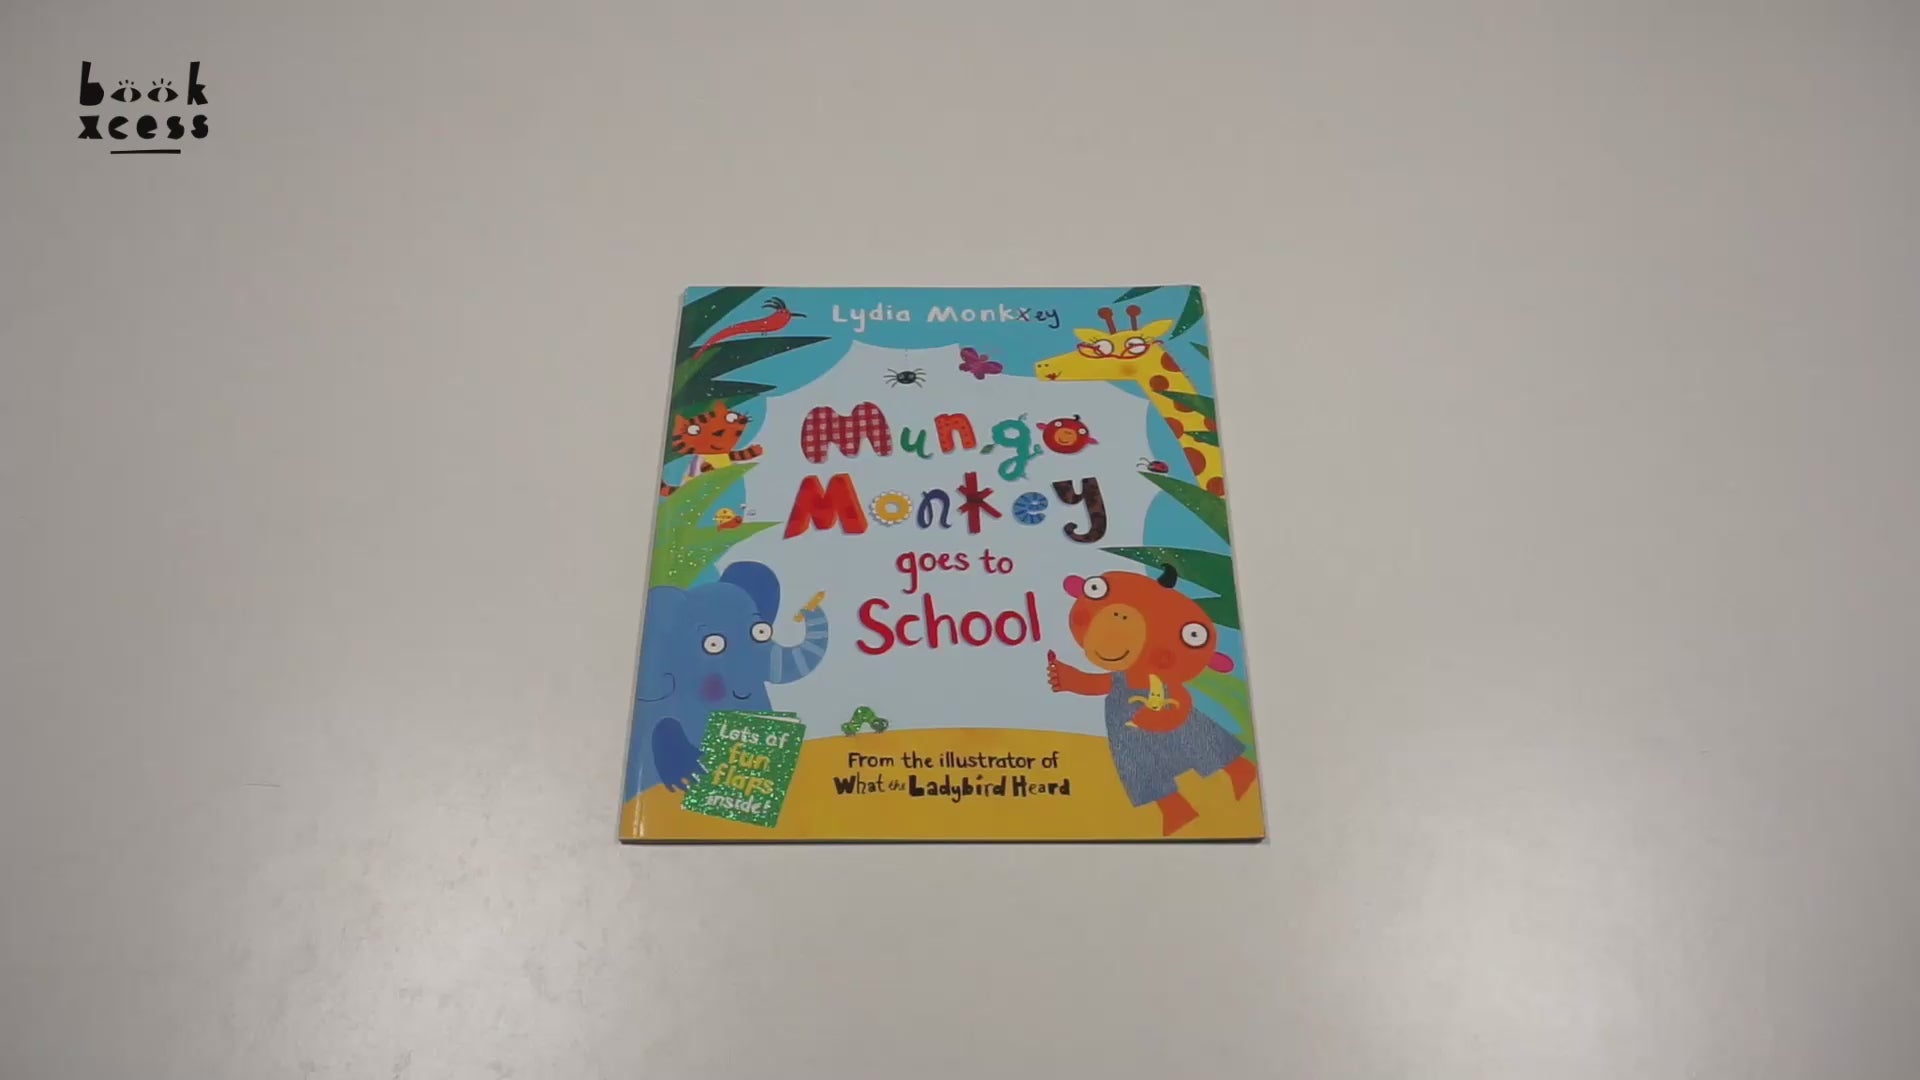 book
xcess
Lydia Monkxey
Mungo
Monkey
goes to
School
Lots of
fun
flaps
inside!
From the illustrator of
What the Ladybird Heard